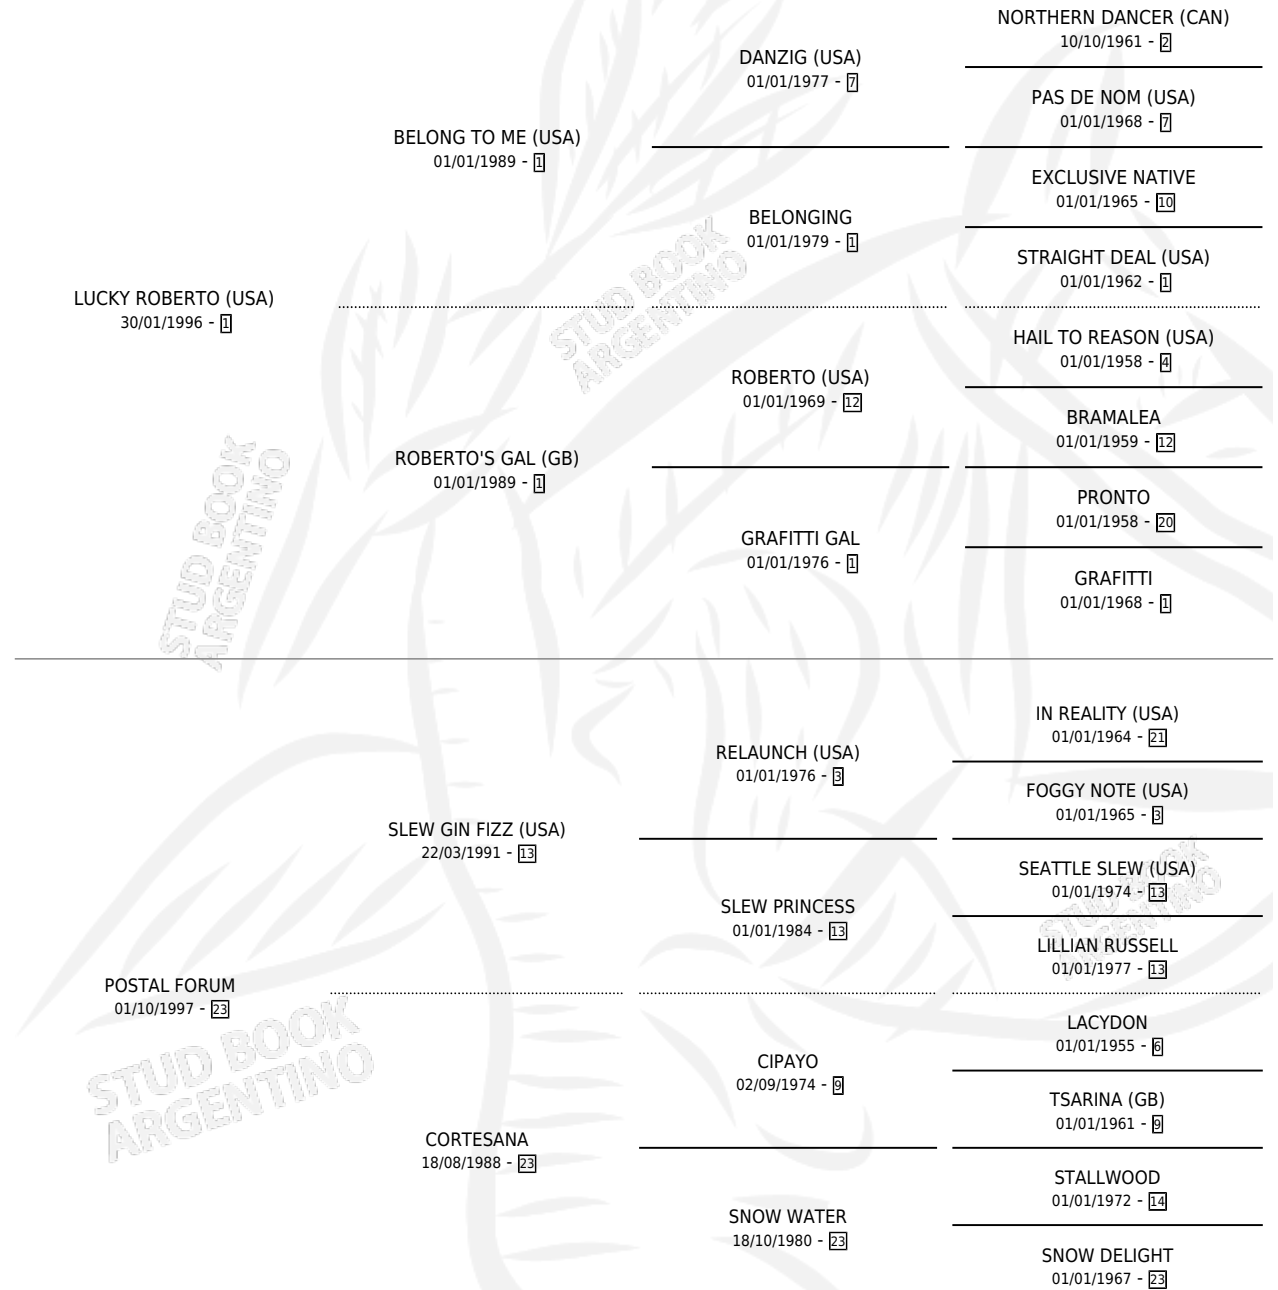 NORTHERN DANCER (CAN)
10/10/1961 - 2
DANZIG (USA)
01/01/1977 - 7
PAS DE NOM (USA)
01/01/1968 - 7
BELONG TO ME (USA)
01/01/1989 - 1
EXCLUSIVE NATIVE
01/01/1965 - 10
BELONGING
01/01/1979 - 1
STRAIGHT DEAL (USA)
01/01/1962 - 1
LUCKY ROBERTO (USA)
30/01/1996 - 1
HAIL TO REASON (USA)
01/01/1958 - 4
ROBERTO (USA)
01/01/1969 - 12
BRAMALEA
01/01/1959 - 12
ROBERTO'S GAL (GB)
01/01/1989 - 1
PRONTO
01/01/1958 - 20
GRAFITTI GAL
01/01/1976 - 1
GRAFITTI
01/01/1968 - 1
STUD BOOK
ARGENTINO
STUD BOOK
ARGENTINO
IN REALITY (USA)
01/01/1964 - 21
RELAUNCH (USA)
01/01/1976 - 3
FOGGY NOTE (USA)
01/01/1965 - 3
SLEW GIN FIZZ (USA)
22/03/1991 - 13
SEATTLE SLEW (USA)
01/01/1974 - 13
SLEW PRINCESS
01/01/1984 - 13
LILLIAN RUSSELL
01/01/1977 - 13
POSTAL FORUM
01/10/1997 - 23
LACYDON
01/01/1955 - 6
CIPAYO
02/09/1974 - 9
TSARINA (GB)
01/01/1961 - 9
CORTESANA
18/08/1988 - 23
STALLWOOD
01/01/1972 - 14
SNOW WATER
18/10/1980 - 23
SNOW DELIGHT
01/01/1967 - 23
STUD BOOK
ARGENTINO
STUD BOOK
ARGENTINO